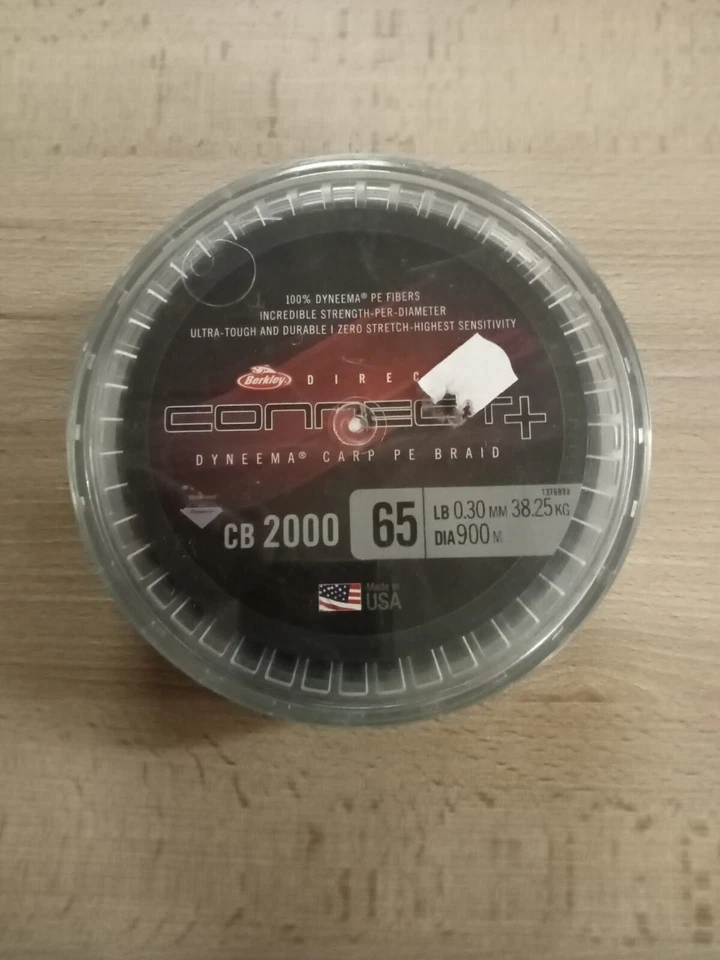 100% DYNEEMA® PE FIBERS
INCREDIBLE STRENGTH-PER-DIAMETER
ULTRA-TOUGH AND DURABLE | ZERO STRETCH-HIGHEST SENSITIVITY
Berkley DIREC
CONNECT+
DYNEEMA® CARP PE BRAID
CB 2000
65
LB 0.30 MM 38.25 KG
DIA 900 M
Made in
USA